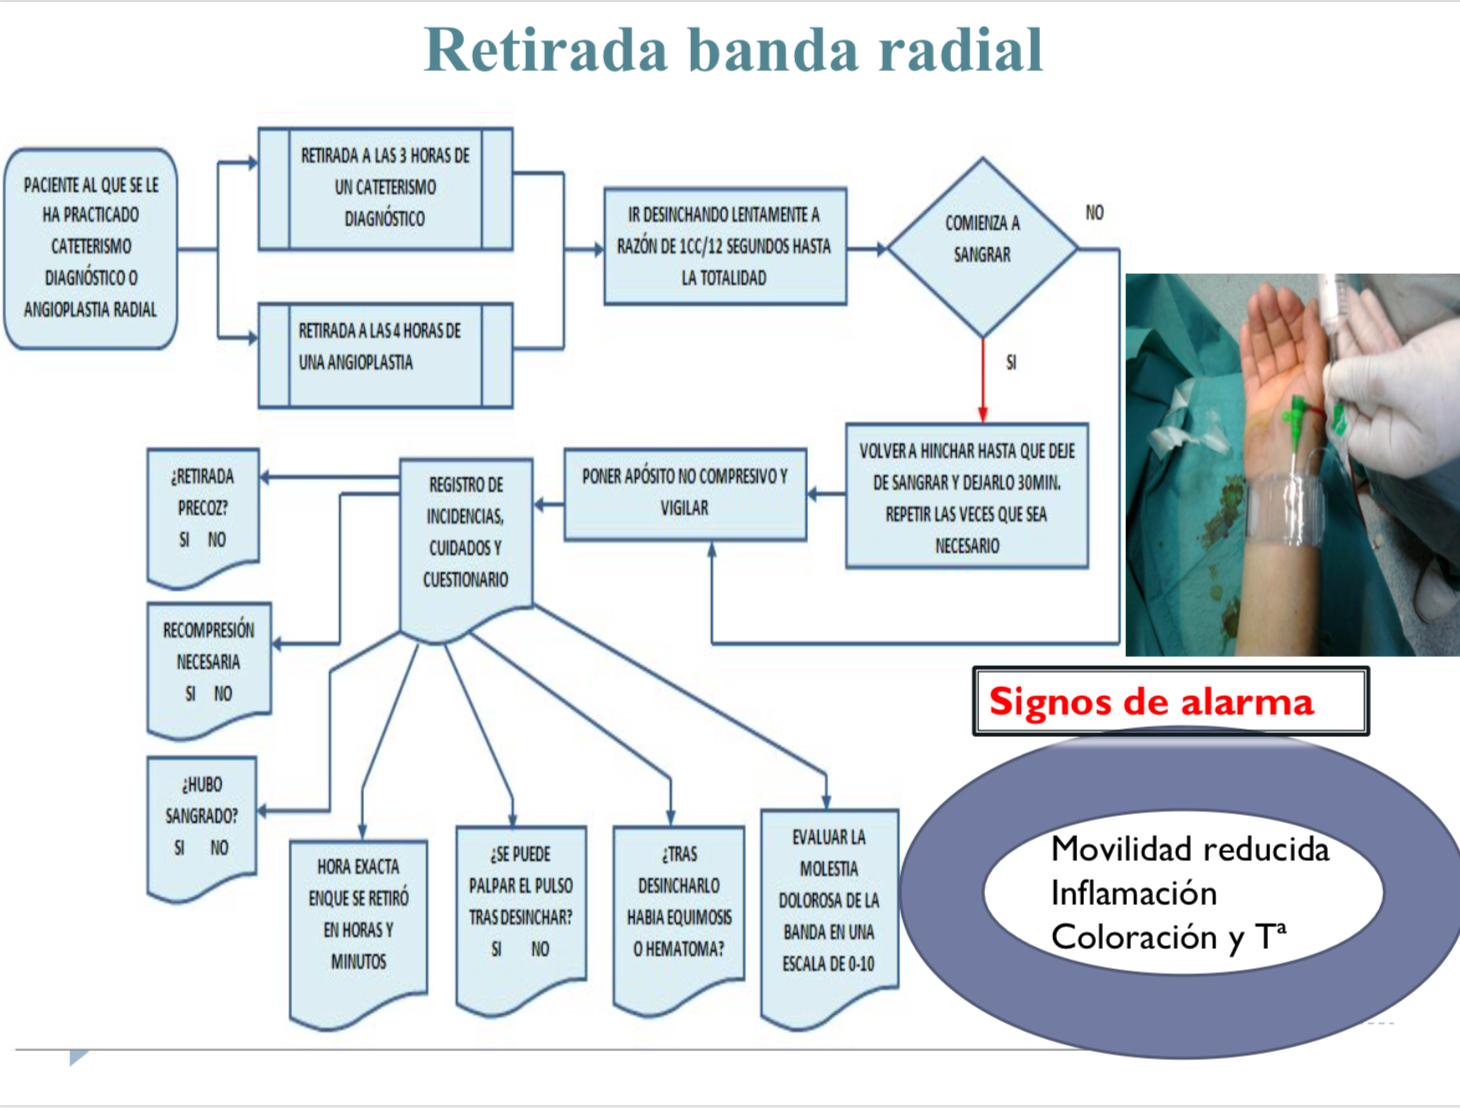 Retirada banda radial
PACIENTE AL QUE SE LE
HA PRACTICADO
CATETERISMO
DIAGNÓSTICO O
ANGIOPLASTIA RADIAL
RETIRADA A LAS 3 HORAS DE
UN CATETERISMO
DIAGNÓSTICO
RETIRADA A LAS 4 HORAS DE
UNA ANGIOPLASTIA
IR DESINCHANDO LENTAMENTE A
RAZÓN DE 1CC/12 SEGUNDOS HASTA
LA TOTALIDAD
COMIENZA A
SANGRAR
NO
SI
VOLVER A HINCHAR HASTA QUE DEJE
DE SANGRAR Y DEJARLO 30MIN.
REPETIR LAS VECES QUE SEA
NECESARIO
PONER APÓSITO NO COMPRESIVO Y
VIGILAR
REGISTRO DE
INCIDENCIAS,
CUIDADOS Y
CUESTIONARIO
¿RETIRADA
PRECOZ?
SI NO
RECOMPRESIÓN
NECESARIA
SI NO
¿HUBO
SANGRADO?
SI NO
HORA EXACTA
ENQUE SE RETIRÓ
EN HORAS Y
MINUTOS
¿SE PUEDE
PALPAR EL PULSO
TRAS DESINCHAR?
SI NO
¿TRAS
DESINCHARLO
HABIA EQUIMOSIS
O HEMATOMA?
EVALUAR LA
MOLESTIA
DOLOROSA DE LA
BANDA EN UNA
ESCALA DE 0-10
Signos de alarma
Movilidad reducida
Inflamación
Coloración y Tª